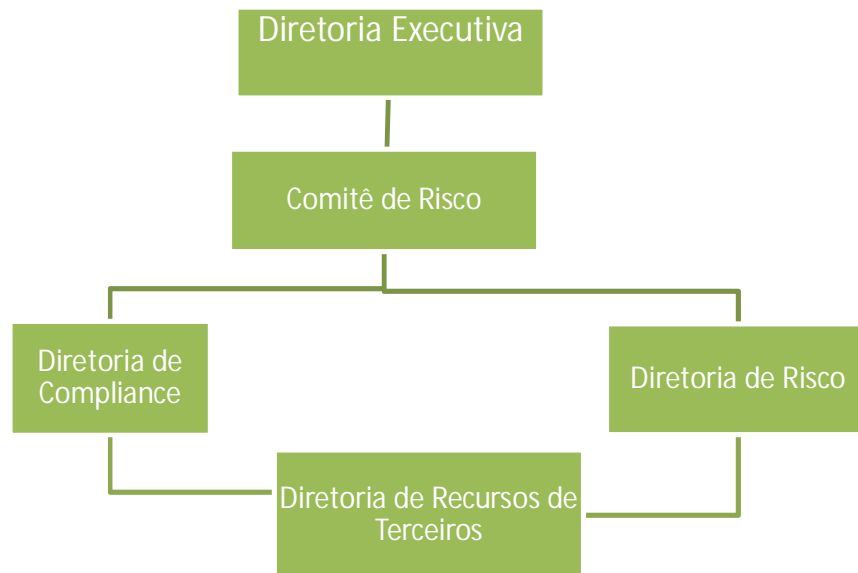 Diretoria Executiva
Comitê de Risco
Diretoria de
Compliance
Diretoria de Risco
Diretoria de Recursos de
Terceiros